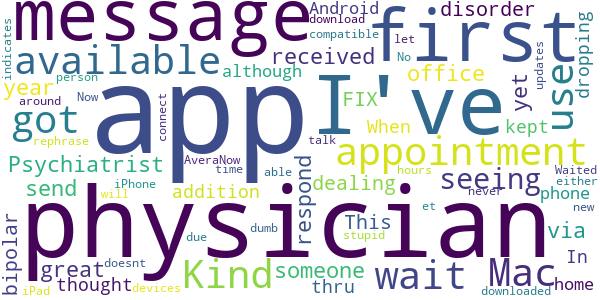 message first Android disorder
download
compatible let No
indicates available received office yet use dropping updates
year person although
Now around app I've When FIX kept
got connect
rephrase AveraNow appointment
Psychiatrist time able talk hours Waited
send iPhone addition dealing seeing never either
will respond phone new
bipolar physician This
great due Kind doesnt dumb someone et wait Mac via
stupid In
iPad thought devices thru downloaded home